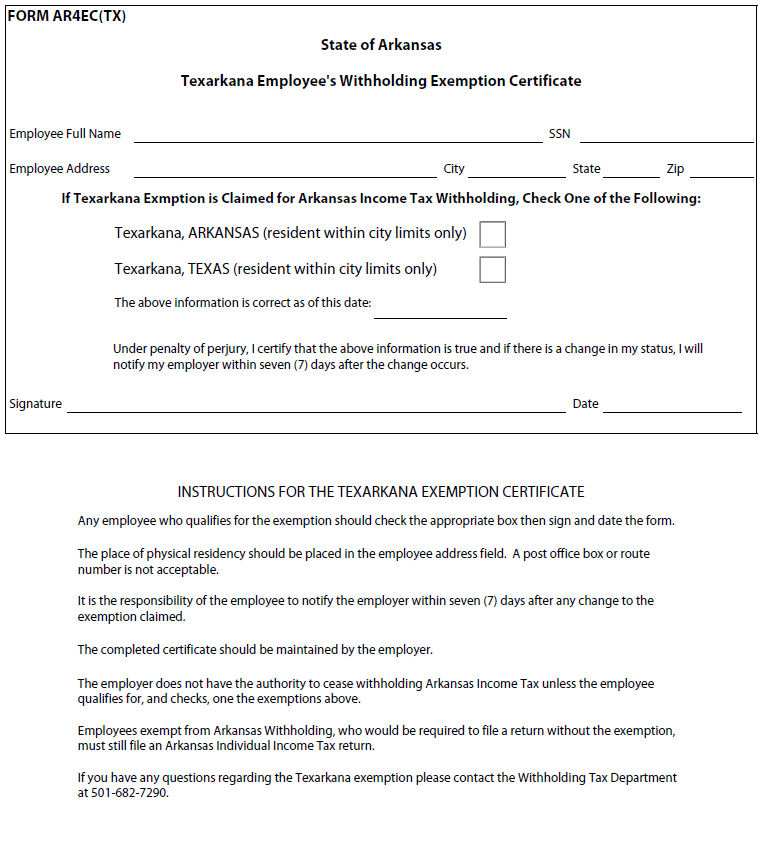 FORM AR4EC(TX)
State of Arkansas
Texarkana Employee's Withholding Exemption Certificate
Employee Full Name SSN
Employee Address City State Zip
If Texarkana Exmption is Claimed for Arkansas Income Tax Withholding, Check One of the Following:
Texarkana, ARKANSAS (resident within city limits only)
Texarkana, TEXAS (resident within city limits only)
The above information is correct as of this date:
Under penalty of perjury, I certify that the above information is true and if there is a change in my status, I will
notify my employer within seven (7) days after the change occurs.
Signature Date
INSTRUCTIONS FOR THE TEXARKANA EXEMPTION CERTIFICATE
Any employee who qualifies for the exemption should check the appropriate box then sign and date the form.
The place of physical residency should be placed in the employee address field. A post office box or route
number is not acceptable.
It is the responsibility of the employee to notify the employer within seven (7) days after any change to the
exemption claimed.
The completed certificate should be maintained by the employer.
The employer does not have the authority to cease withholding Arkansas Income Tax unless the employee
qualifies for, and checks, one the exemptions above.
Employees exempt from Arkansas Withholding, who would be required to file a return without the exemption,
must still file an Arkansas Individual Income Tax return.
If you have any questions regarding the Texarkana exemption please contact the Withholding Tax Department
at 501-682-7290.